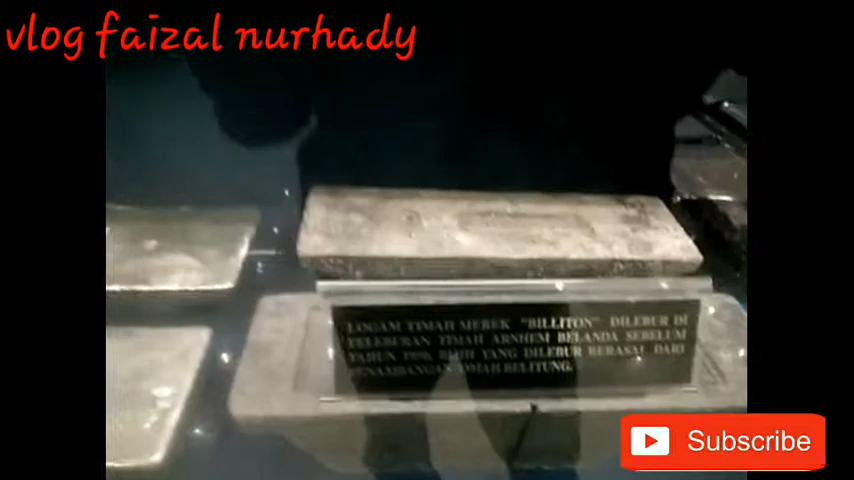 vlog faizal nurhady
LOGAM TIMAH MEREK "BILLITON" DILEBUR DI
PELEBURAN TIMAH ARNHEM BELANDA SEBELUM
TAHUN BIJIH YANG DILEBUR BERASAL DARI
PENAMBANGAN TIMAH BELITUNG.
Subscribe